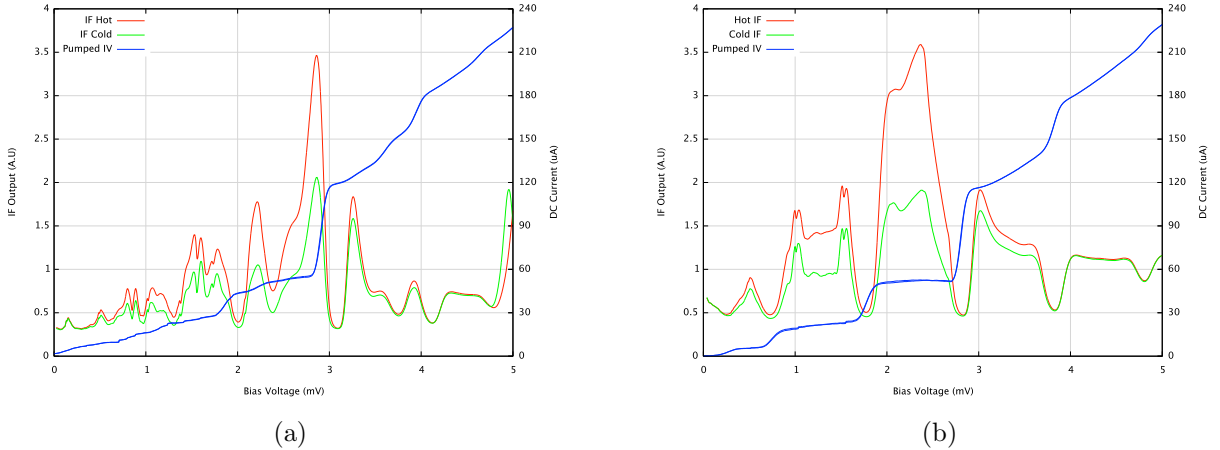 IF Hot
IF Cold
Pumped IV
IF Output (A.U)
4
3.5
3
2.5
2
1.5
1
0.5
0
240
210
180
150
120
90
60
30
0
DC Current (uA)
0 1 2 3 4 5
Bias Voltage (mV)
(a)
Hot IF
Cold IF
Pumped IV
IF Output (A.U)
4
3.5
3
2.5
2
1.5
1
0.5
0
240
210
180
150
120
90
60
30
0
DC Current (uA)
0 1 2 3 4 5
Bias Voltage (mV)
(b)